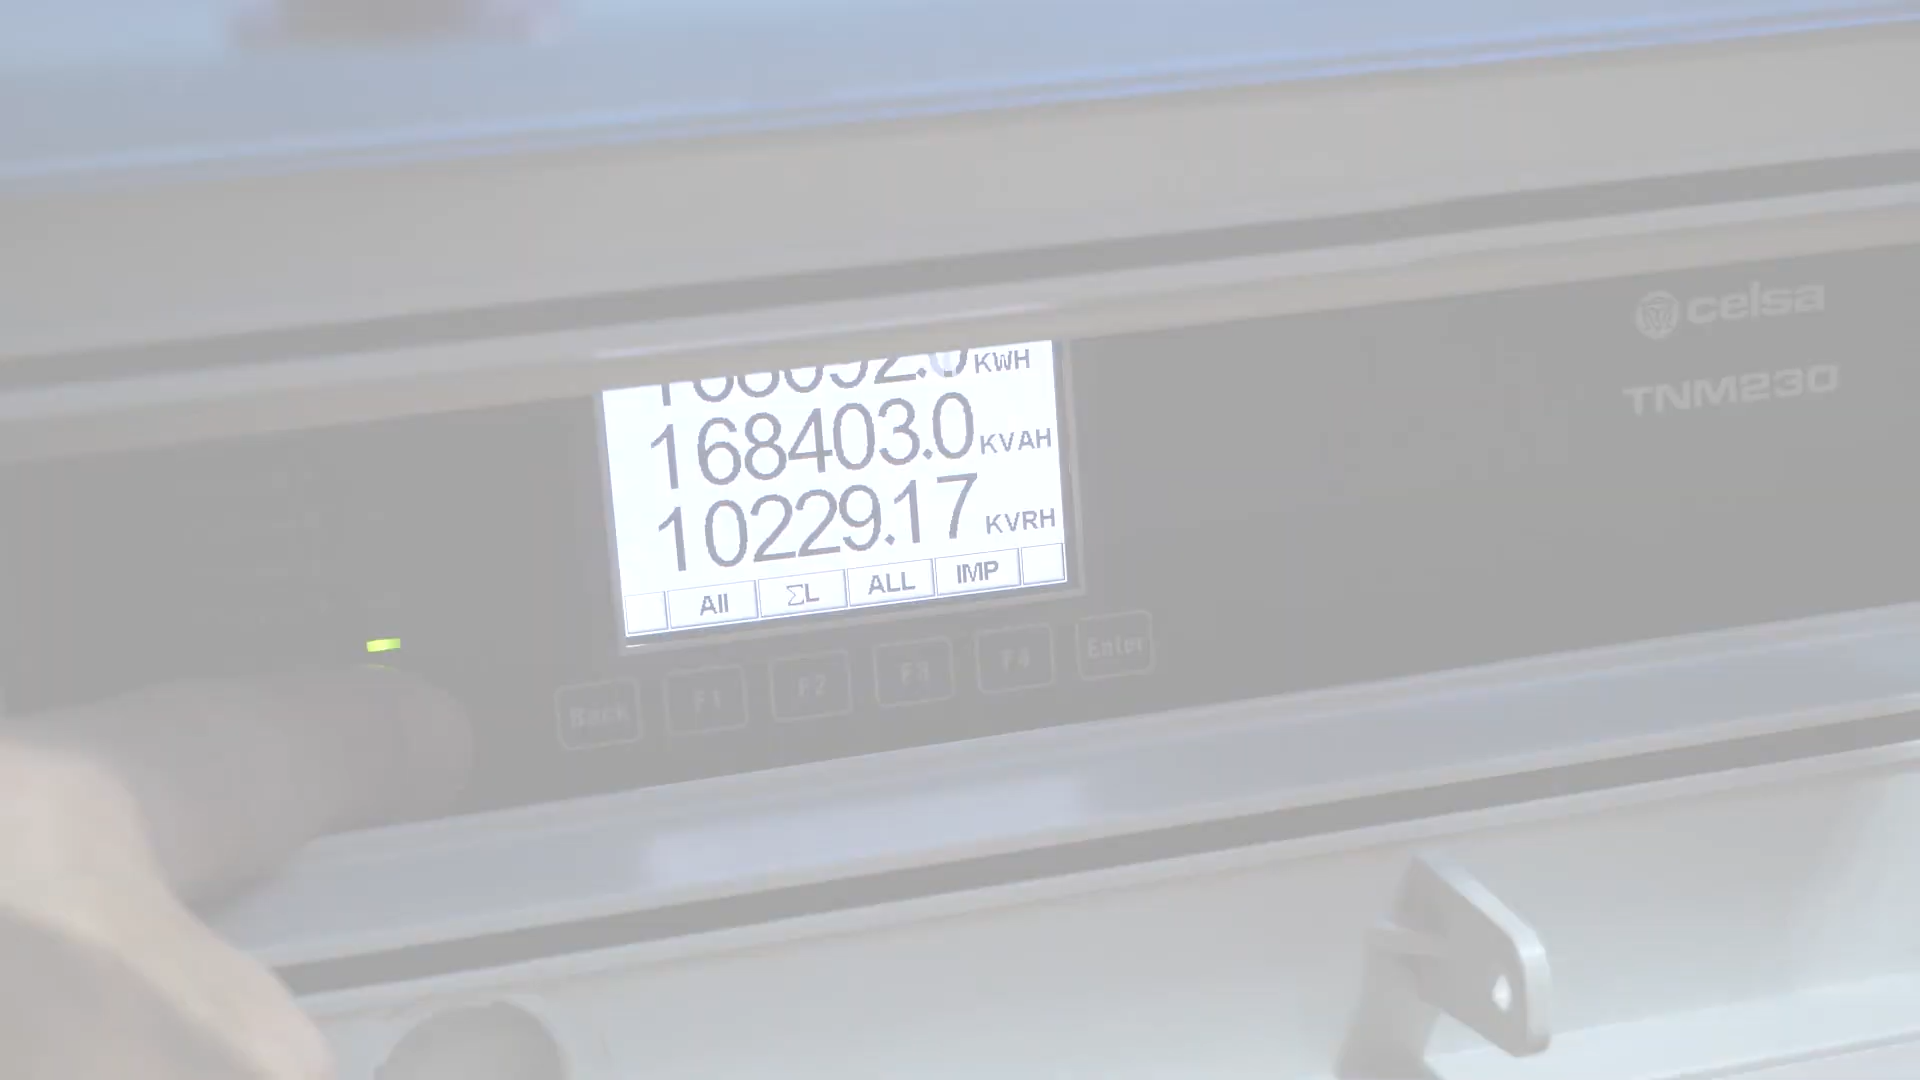 celsa
TNM230
KWH
168403.0 KVAH
10229.17 KVRH
All ΣL ALL IMP
Back F1 F2 F3 F4 Enter